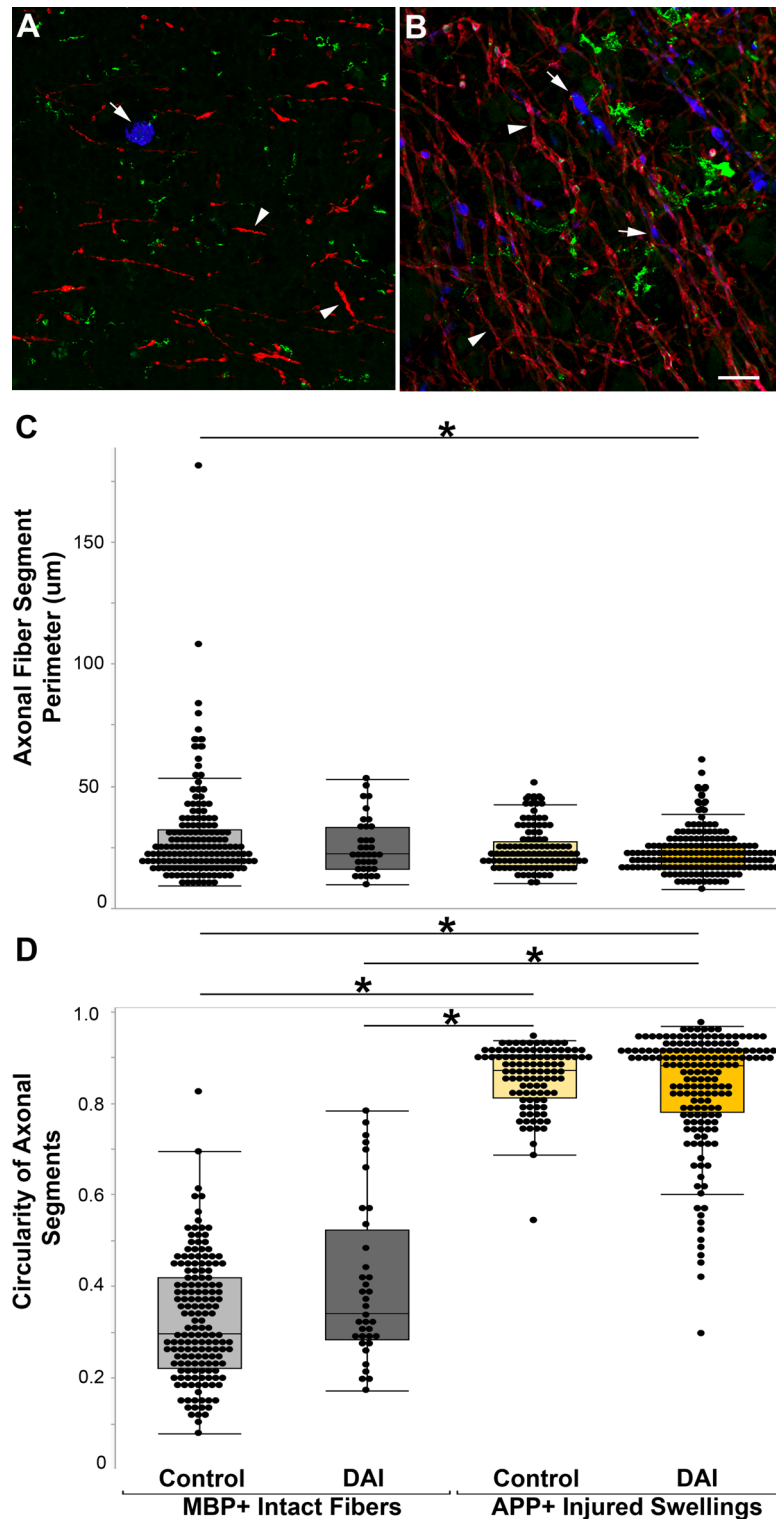 A
B
C
*
Axonal Fiber Segment
Perimeter (um)
150
100
50
0
D
*
*
*
*
Circularity of Axonal
Segments
1.0
0.8
0.6
0.4
0.2
0
Control DAI Control DAI
MBP+ Intact Fibers APP+ Injured Swellings